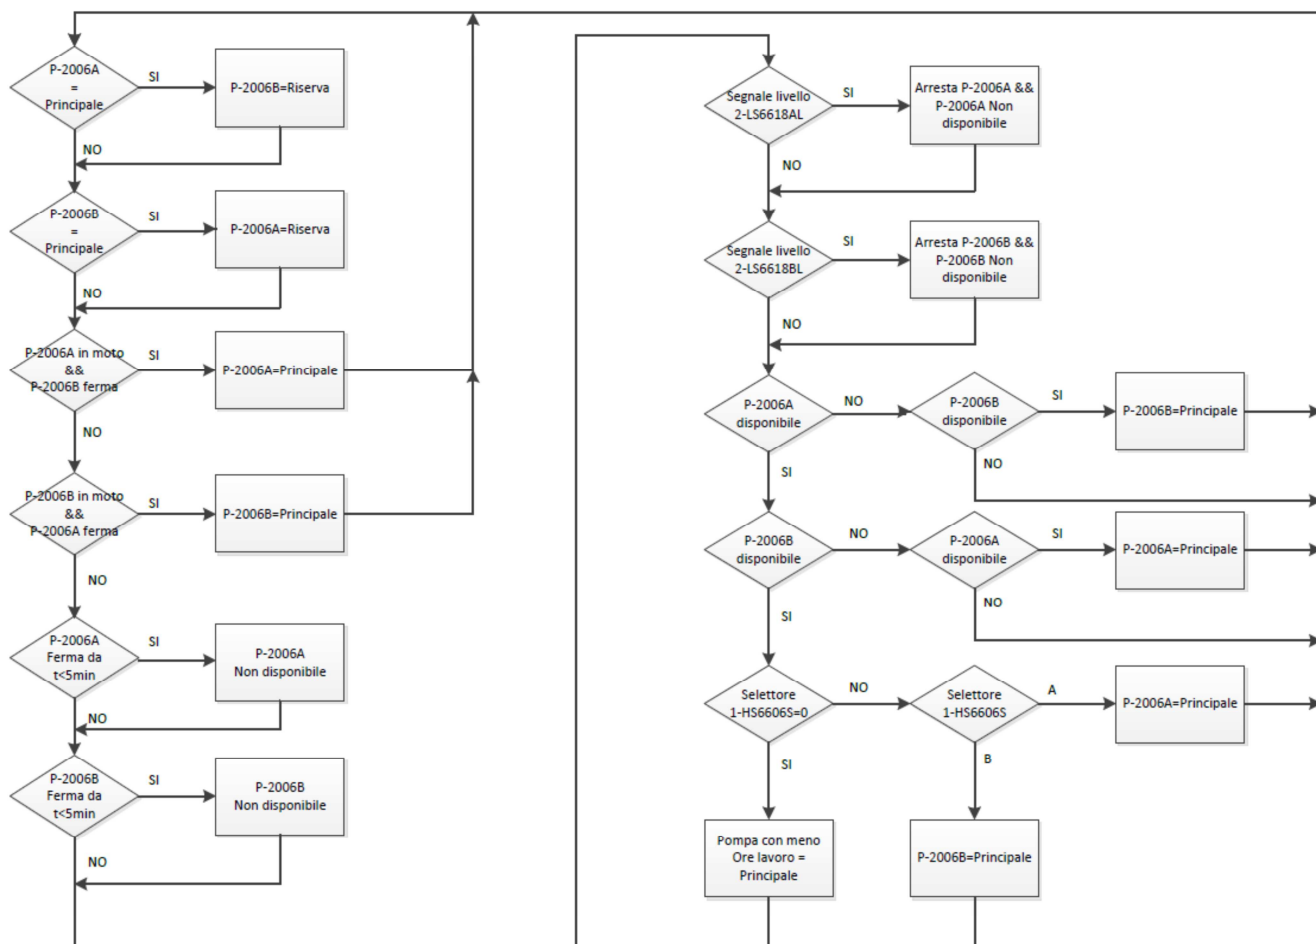 P-2006A
=
Principale
SI
P-2006B=Riserva
NO
P-2006B
=
Principale
SI
P-2006A=Riserva
NO
P-2006A in moto
&&
P-2006B ferma
SI
P-2006A=Principale
NO
P-2006B in moto
&&
P-2006A ferma
SI
P-2006B=Principale
NO
P-2006A
Ferma da
t<5min
SI
P-2006A
Non disponibile
NO
P-2006B
Ferma da
t<5min
SI
P-2006B
Non disponibile
NO
Segnale livello
2-LS6618AL
SI
Arresta P-2006A &&
P-2006A Non
disponibile
NO
Segnale livello
2-LS6618BL
SI
Arresta P-2006B &&
P-2006B Non
disponibile
NO
P-2006A
disponibile
NO
P-2006B
disponibile
SI
P-2006B=Principale
NO
SI
P-2006B
disponibile
NO
P-2006A
disponibile
SI
P-2006A=Principale
NO
SI
Selettore
1-HS6606S=0
NO
Selettore
1-HS6606S
A
P-2006A=Principale
B
SI
Pompa con meno
Ore lavoro =
Principale
P-2006B=Principale